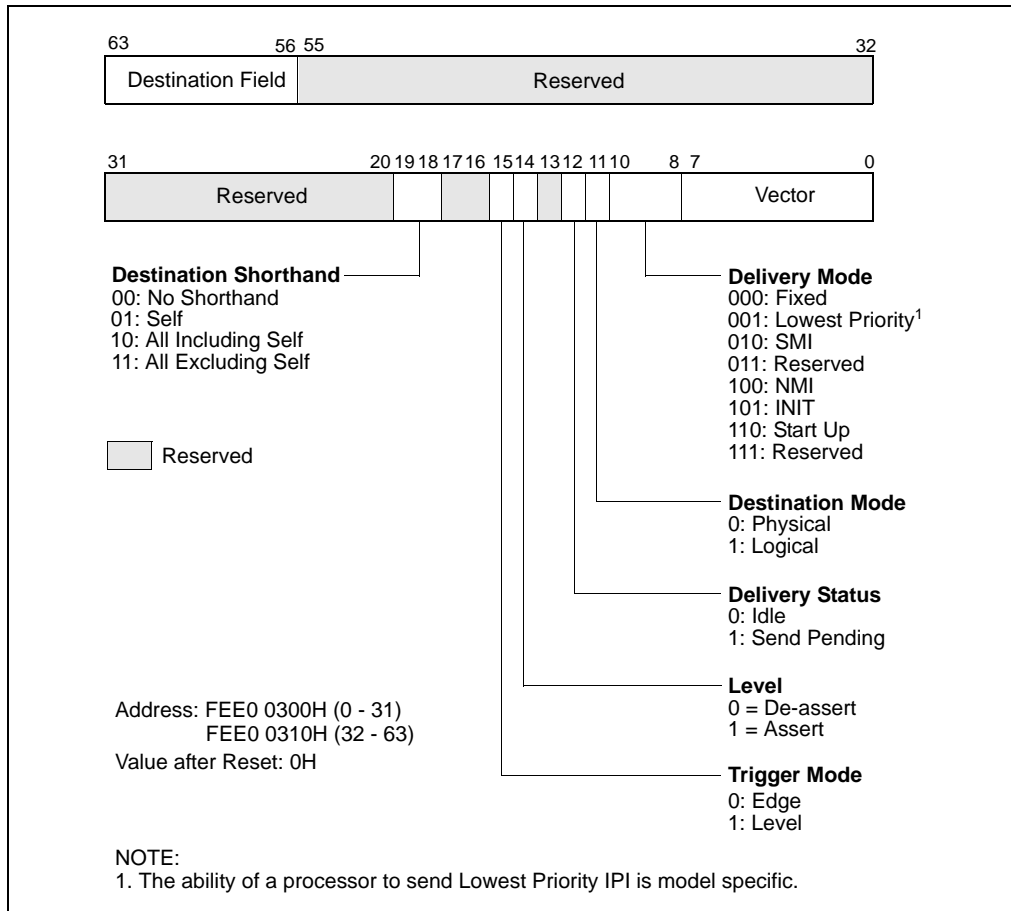 63 56 55 32
Destination Field Reserved
31 20 19 18 17 16 15 14 13 12 11 10 8 7 0
Reserved Vector
Destination Shorthand
00: No Shorthand
01: Self
10: All Including Self
11: All Excluding Self
Reserved
Delivery Mode
000: Fixed
001: Lowest Priority1
010: SMI
011: Reserved
100: NMI
101: INIT
110: Start Up
111: Reserved
Destination Mode
0: Physical
1: Logical
Delivery Status
0: Idle
1: Send Pending
Level
0 = De-assert
1 = Assert
Trigger Mode
0: Edge
1: Level
Address: FEE0 0300H (0 - 31)
FEE0 0310H (32 - 63)
Value after Reset: 0H
NOTE:
1. The ability of a processor to send Lowest Priority IPI is model specific.